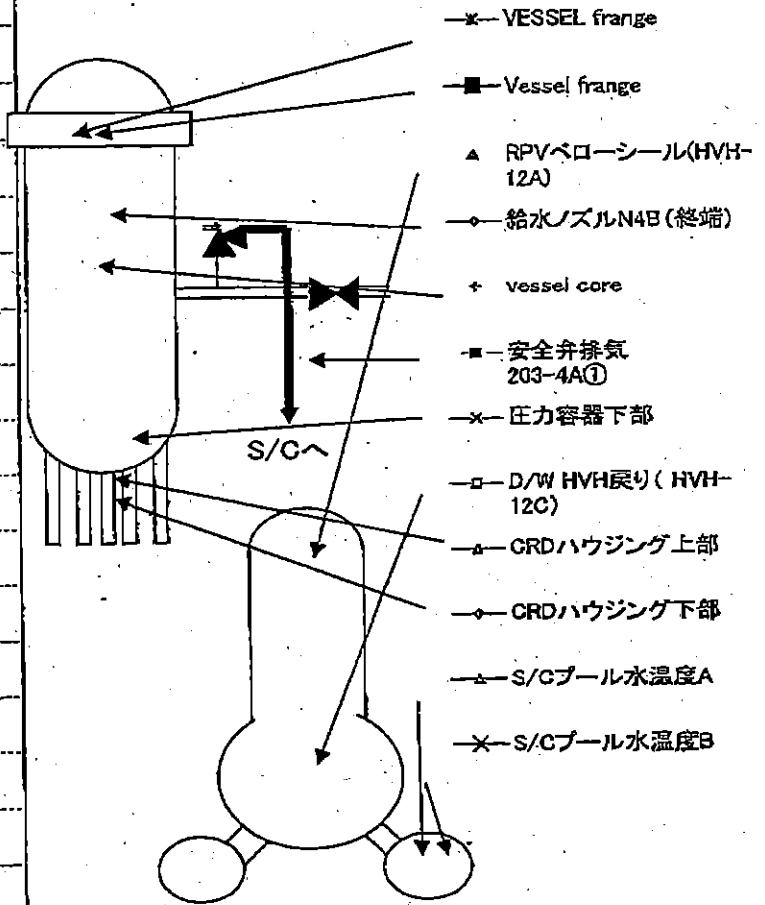 VESSEL frange
Vessel frange
RPVベローシール(HVH-
12A)
給水ノズルN4B(終端)
vessel core
安全弁排気
203-4A①
圧力容器下部
S/Cへ
D/W HVH戻り( HVH-
12C)
CRDハウジング上部
CRDハウジング下部
S/Cプール水温度A
S/Cプール水温度B